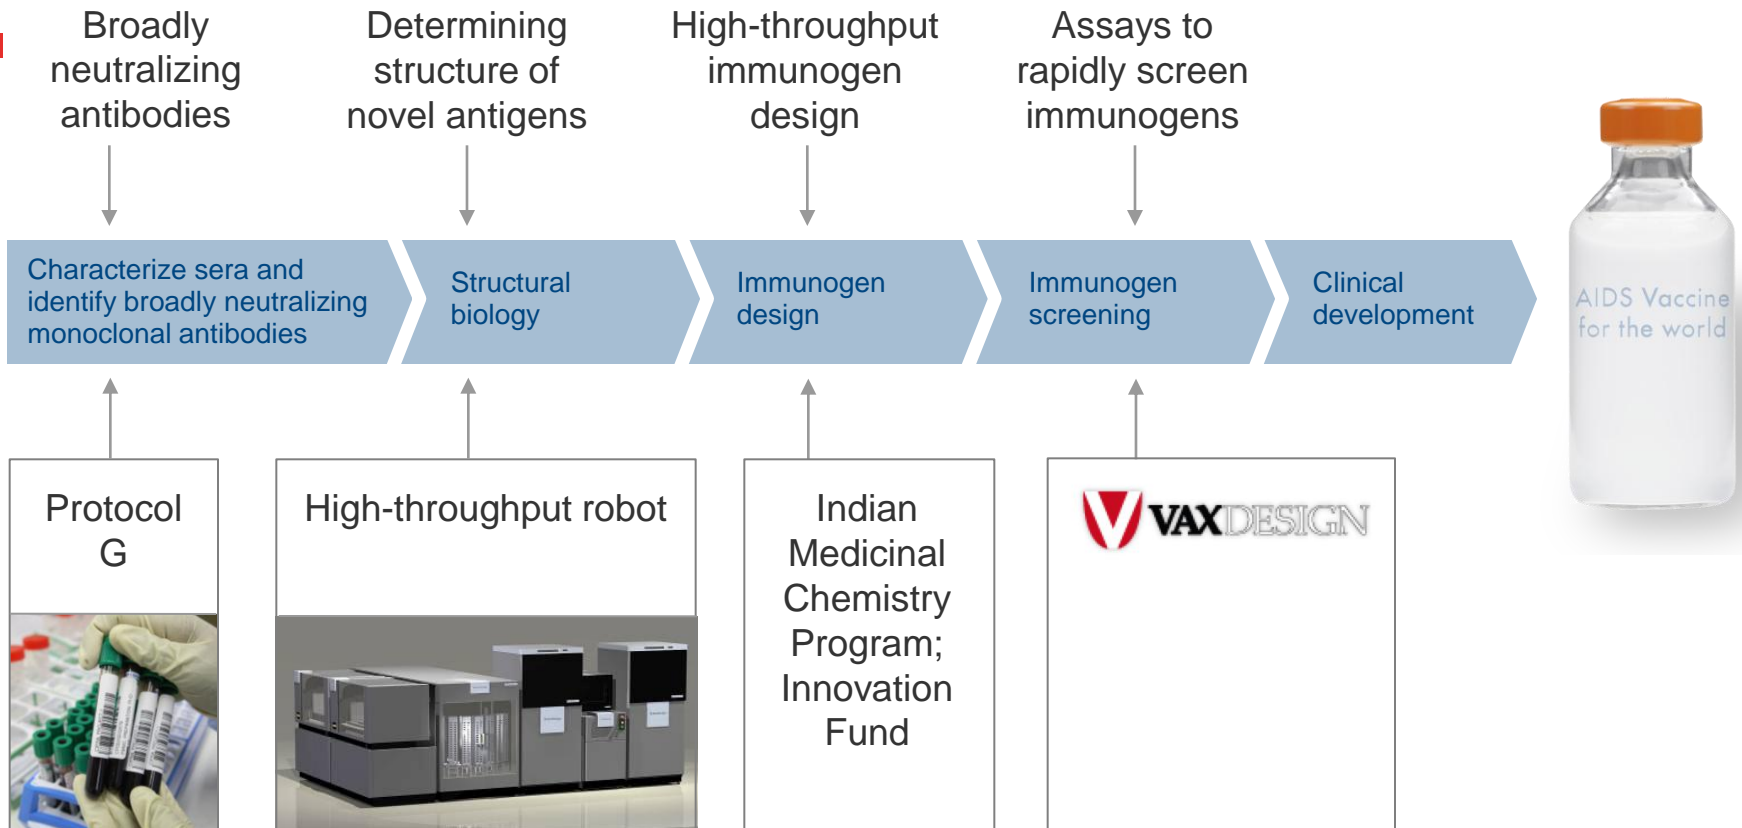 Broadly
neutralizing
antibodies
Determining
structure of
novel antigens
High-throughput
immunogen
design
Assays to
rapidly screen
immunogens
Characterize sera and
identify broadly neutralizing
monoclonal antibodies
Structural
biology
Immunogen
design
Immunogen
screening
Clinical
development
AIDS Vaccine
for the world
Protocol
G
High-throughput robot
Indian
Medicinal
Chemistry
Program;
Innovation
Fund
VAXDESIGN